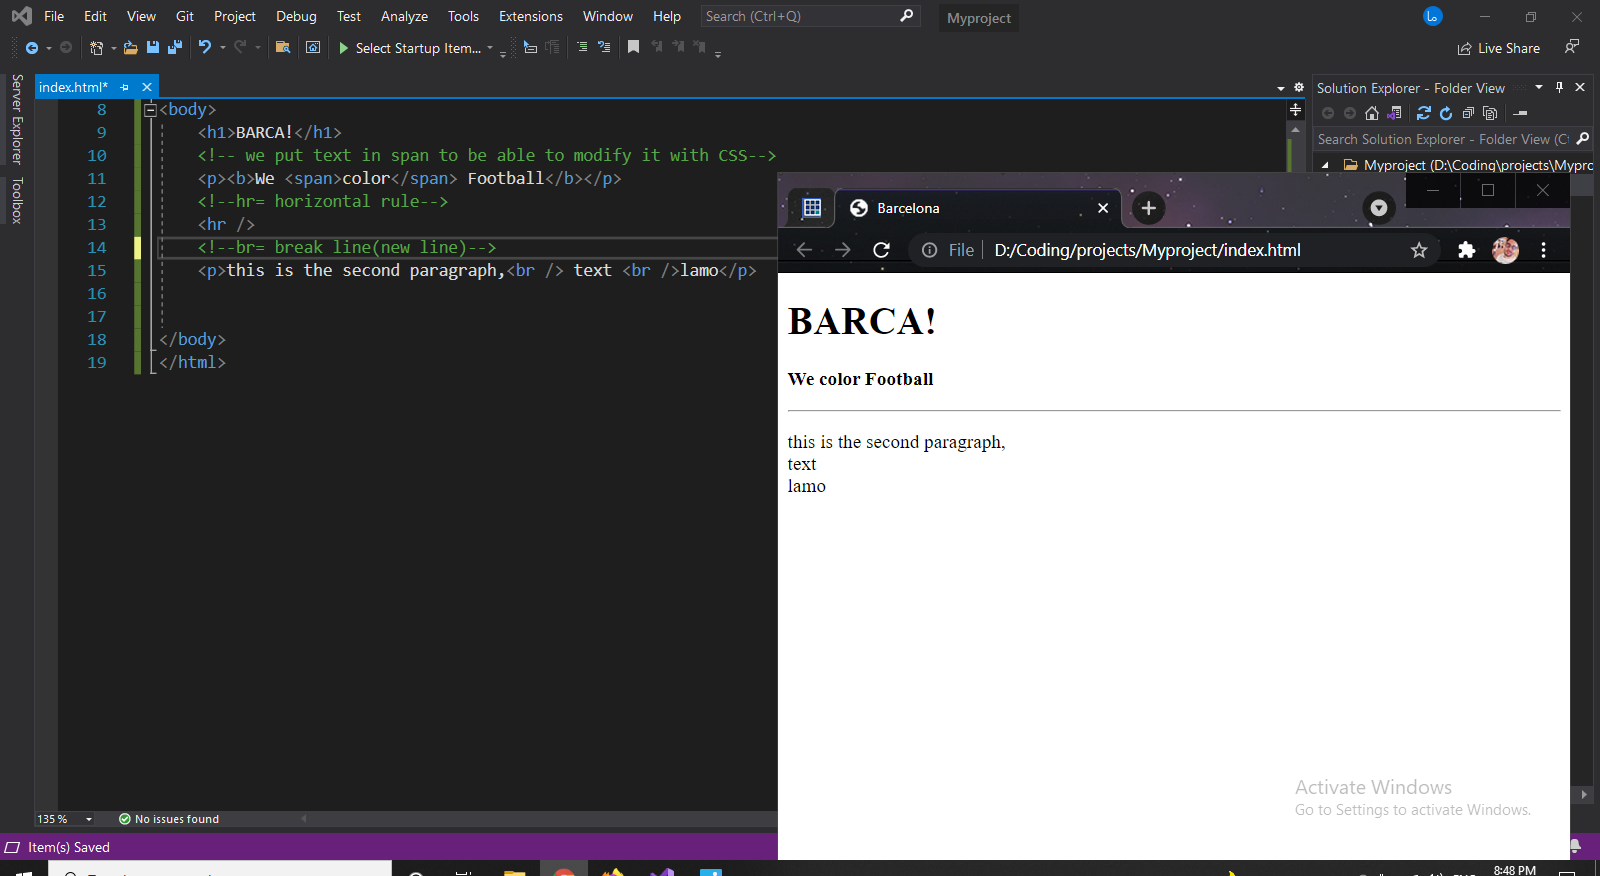 File Edit View Git Project Debug Test Analyze Tools Extensions Window Help Search (Ctrl+Q) Myproject
Select Startup Item... Live Share
Server Explorer
Toolbox
index.html*
8 <body>
9 <h1>BARCA!</h1>
10 <!-- we put text in span to be able to modify it with CSS-->
11 <p><b>We <span>color</span> Football</b></p>
12 <!--hr= horizontal rule-->
13 <hr />
14 <!--br= break line(new line)-->
15 <p>this is the second paragraph,<br /> text <br />lamo</p>
16
17
18 </body>
19 </html>
135 % No issues found
Item(s) Saved
Solution Explorer - Folder View
Search Solution Explorer - Folder View (Ct
Myproject (D:\Coding\projects\Mypro
Barcelona
File D:/Coding/projects/Myproject/index.html
BARCA!
We color Football
this is the second paragraph,
text
lamo
Activate Windows
Go to Settings to activate Windows.
8:48 PM